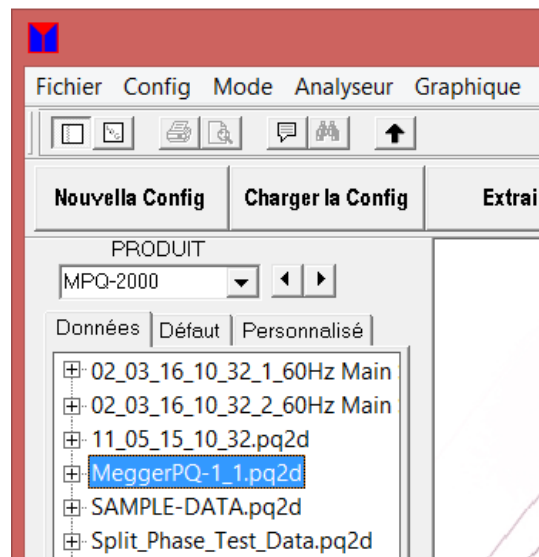 Fichier Config Mode Analyseur Graphique
Nouvella Config Charger la Config Extrai
PRODUIT
MPQ-2000
Données Défaut Personnalisé
02_03_16_10_32_1_60Hz Main
02_03_16_10_32_2_60Hz Main
11_05_15_10_32.pq2d
MeggerPQ-1_1.pq2d
SAMPLE-DATA.pq2d
Split_Phase_Test_Data.pq2d